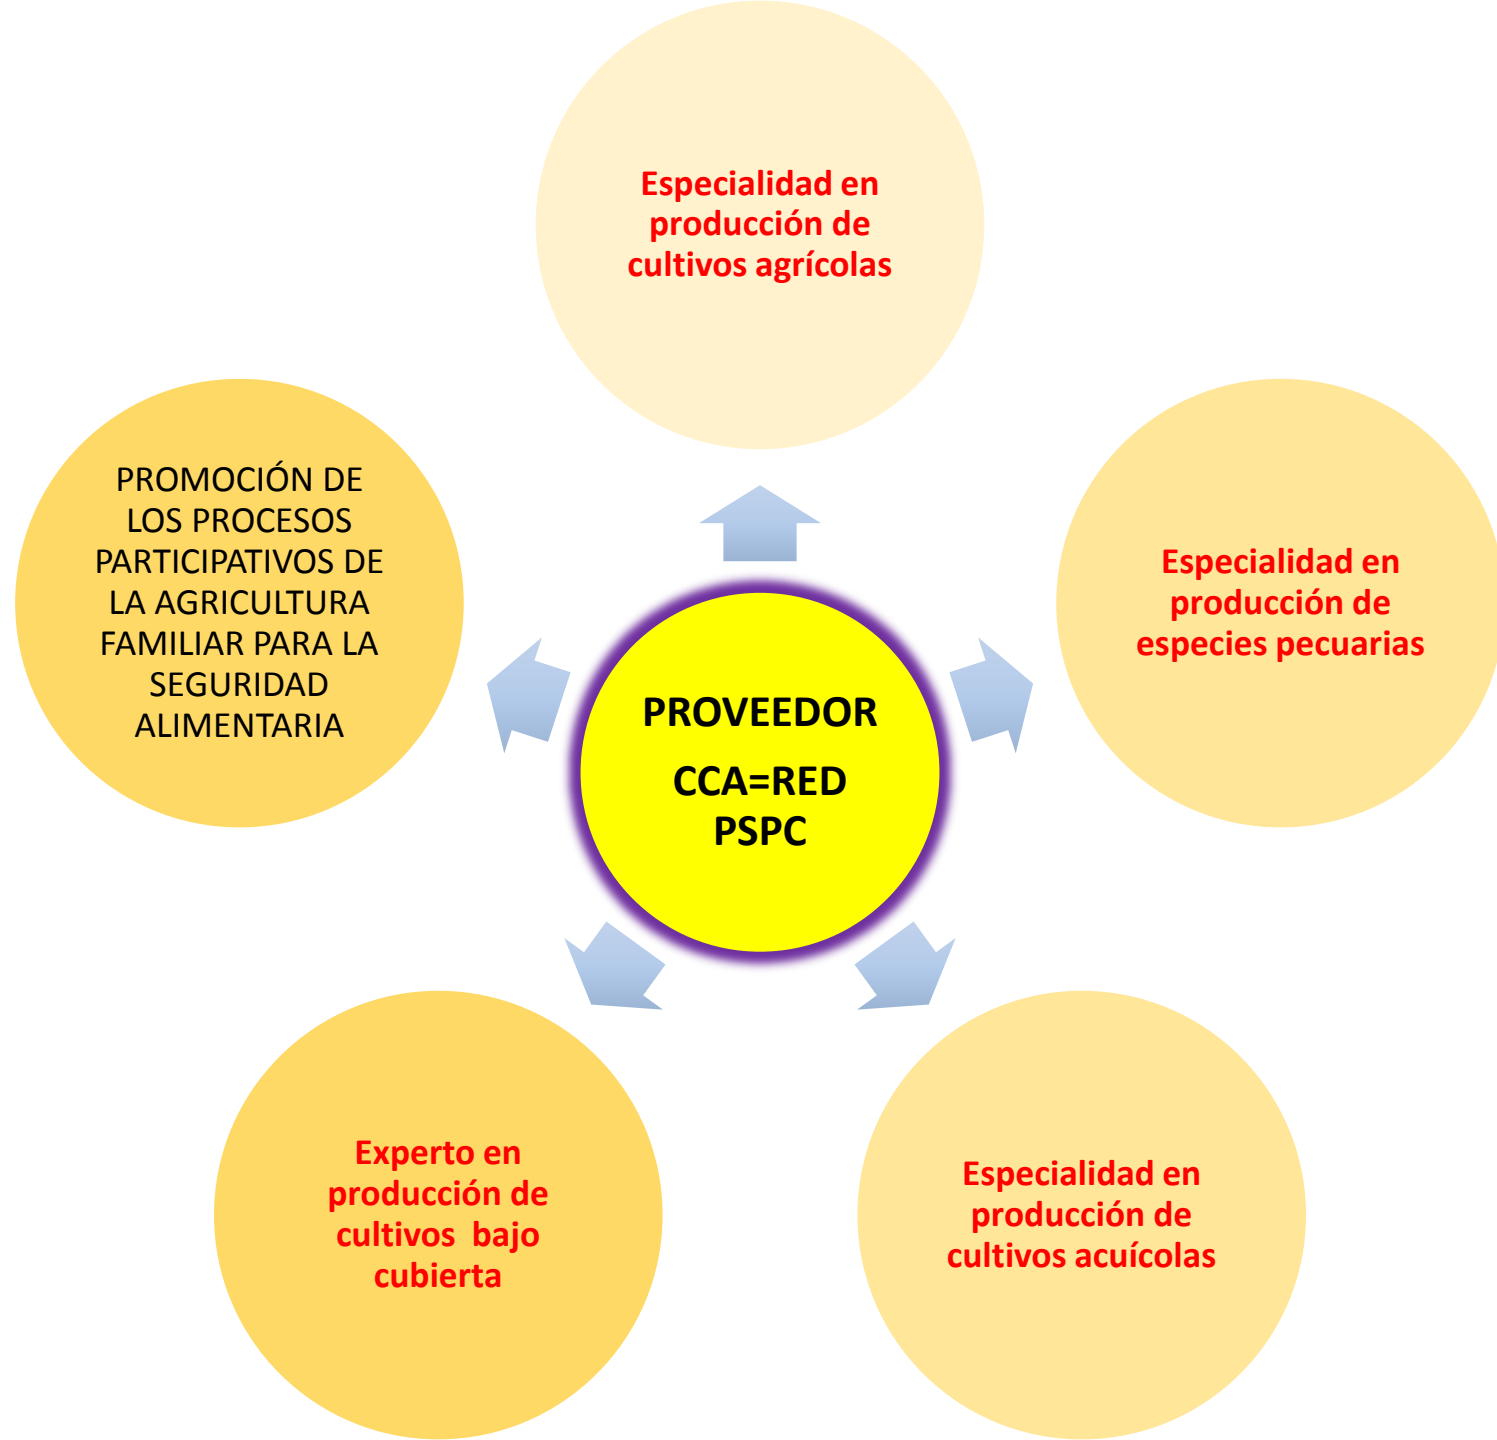 Especialidad en
producción de
cultivos agrícolas
PROMOCIÓN DE
LOS PROCESOS
PARTICIPATIVOS DE
LA AGRICULTURA
FAMILIAR PARA LA
SEGURIDAD
ALIMENTARIA
Especialidad en
producción de
especies pecuarias
PROVEEDOR
CCA=RED
PSPC
Experto en
producción de
cultivos  bajo
cubierta
Especialidad en
producción de
cultivos acuícolas